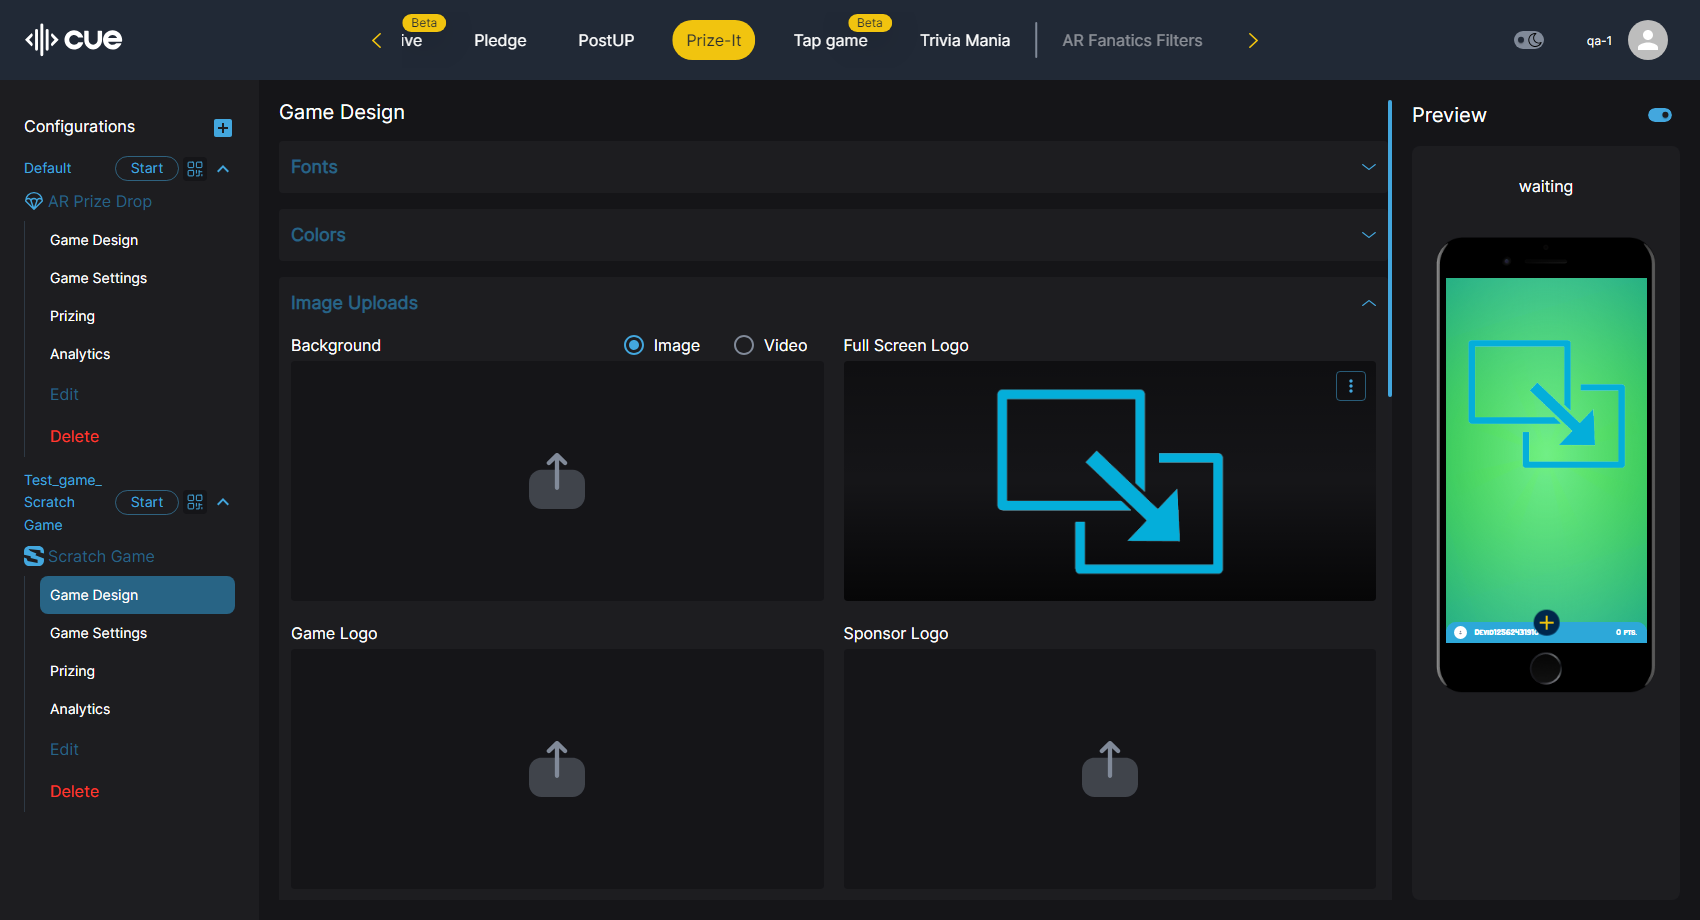 cue
Beta
ive
Pledge
PostUP
Prize-It
Beta
Tap game
Trivia Mania
AR Fanatics Filters
qa-1
Configurations
Default
Start
AR Prize Drop
Game Design
Game Settings
Prizing
Analytics
Edit
Delete
Test_game_
Scratch
Game
Start
Scratch Game
Game Design
Game Settings
Prizing
Analytics
Edit
Delete
Game Design
Fonts
Colors
Image Uploads
Background
Image
Video
Full Screen Logo
Game Logo
Sponsor Logo
Preview
waiting
0 PTS.